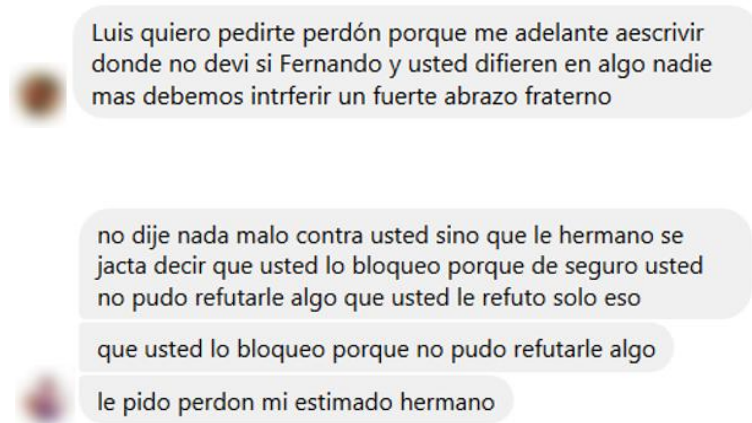 Luis quiero pedirte perdón porque me adelante aescrivir
donde no devi si Fernando y usted difieren en algo nadie
mas debemos intrferir un fuerte abrazo fraterno
no dije nada malo contra usted sino que le hermano se
jacta decir que usted lo bloqueo porque de seguro usted
no pudo refutarle algo que usted le refuto solo eso
que usted lo bloqueo porque no pudo refutarle algo
le pido perdon mi estimado hermano